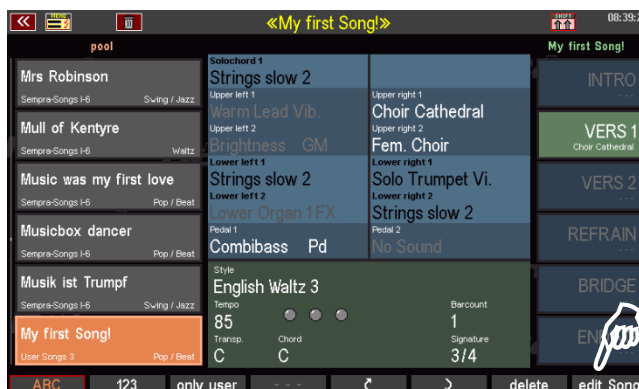 MENU
«My first Song!»
SHIFT
08:39:
pool
My first Song!
Mrs Robinson
Sempra-Songs I-6 Swing / Jazz
Mull of Kentyre
Sempra-Songs I-6 Waltz
Music was my first love
Sempra-Songs I-6 Pop / Beat
Musicbox dancer
Sempra-Songs I-6 Pop / Beat
Musik ist Trumpf
Sempra-Songs I-6 Swing / Jazz
My first Song!
User Songs 3 Pop / Beat
Solochord 1
Strings slow 2
Upper left 1
Warm Lead Vib.
Upper right 1
Choir Cathedral
Upper left 2
Brightness GM
Upper right 2
Fem. Choir
Lower left 1
Strings slow 2
Lower right 1
Solo Trumpet Vi.
Lower left 2
Lower Organ 1FX
Lower right 2
Strings slow 2
Pedal 1
Combibass Pd
Pedal 2
No Sound
Style
English Waltz 3
Tempo
85
Barcount
1
Transp.
C
Chord
C
Signature
3/4
INTRO
- - -
VERS 1
Choir Cathedral
VERS 2
- - -
REFRAIN
- - -
BRIDGE
- - -
ABC 123 only user - - - delete edit Song